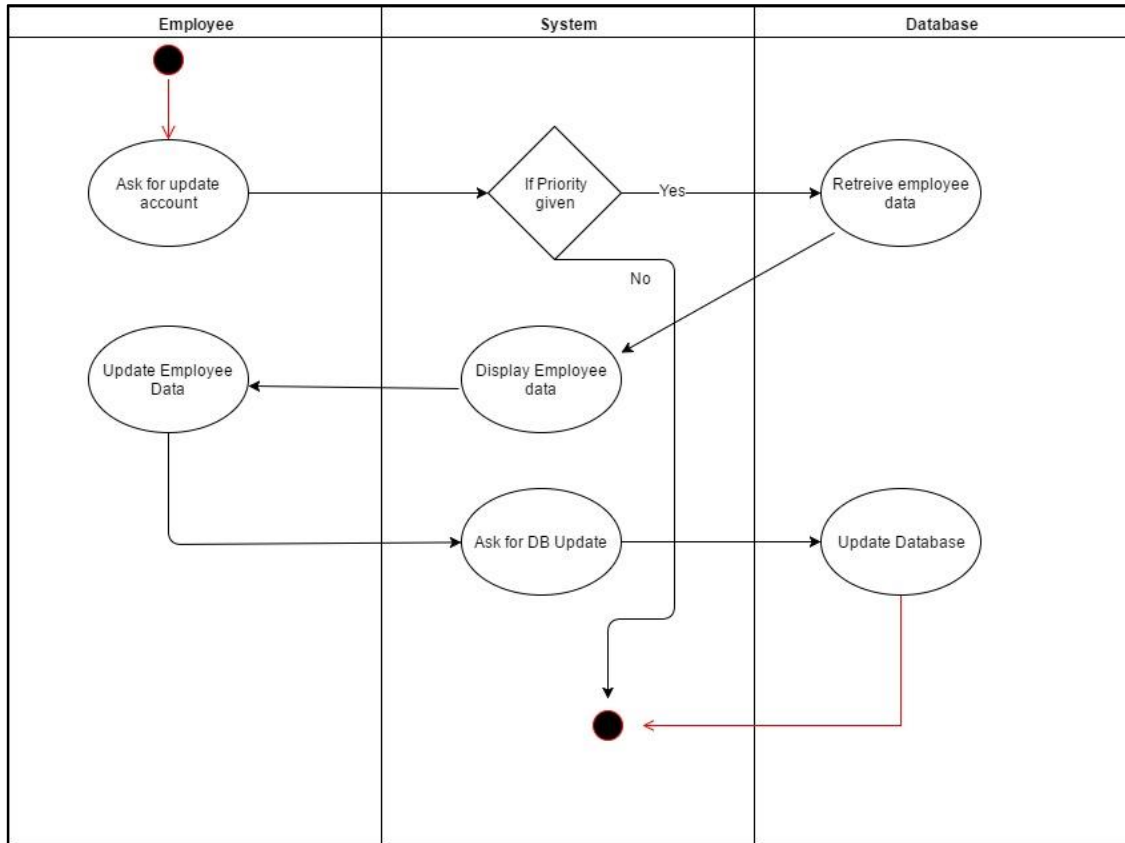 Employee
System
Database
Ask for update
account
If Priority
given
Yes
Retreive employee
data
No
Update Employee
Data
Display Employee
data
Ask for DB Update
Update Database